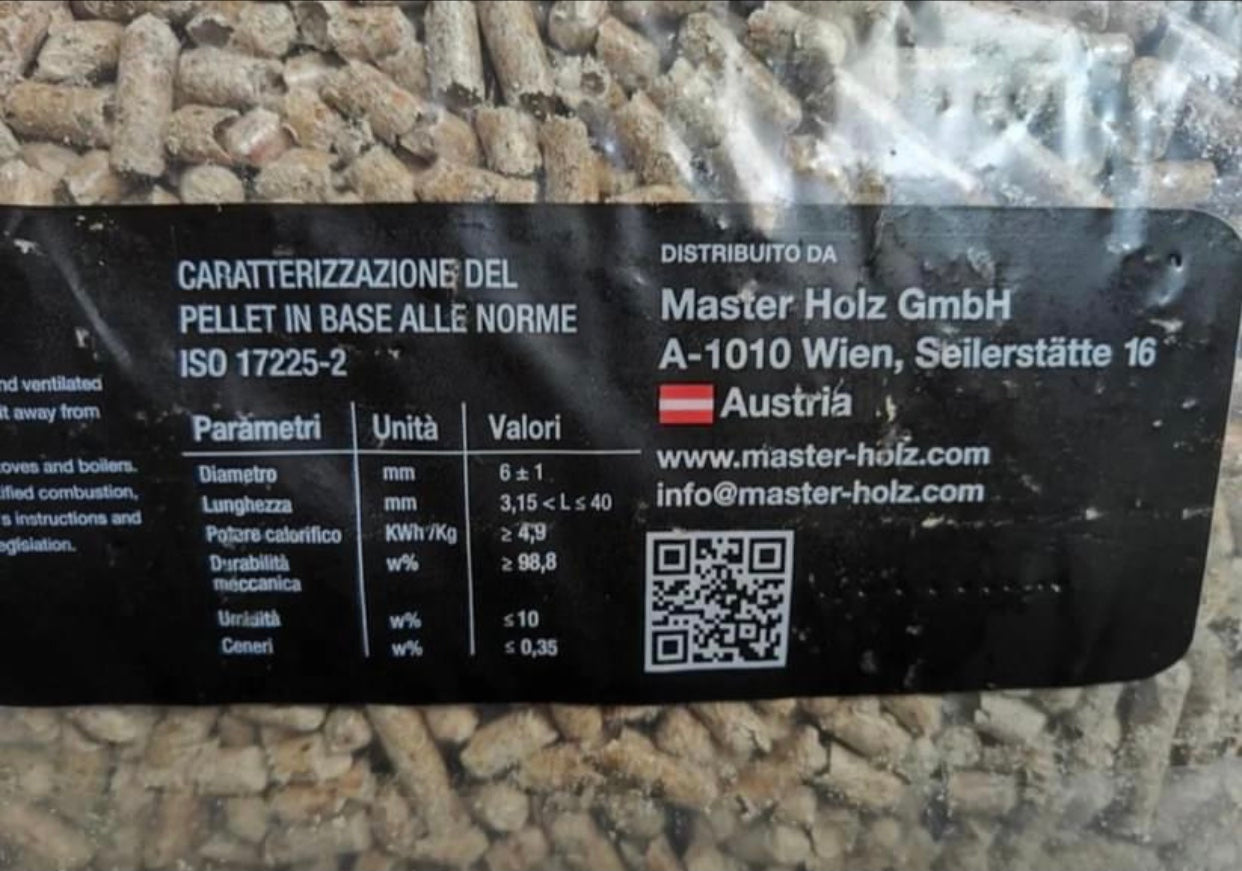 nd ventilated
it away from
oves and boilers.
ified combustion,
s instructions and
egislation.
CARATTERIZZAZIONE DEL
PELLET IN BASE ALLE NORME
ISO 17225-2
Paràmetri Unità Valori
Diametro mm 6 ± 1
Lunghezza mm 3,15 < L ≤ 40
Potere calorifico KWh/Kg ≥ 4,9
Durabilità w% ≥ 98,8
meccanica
Umidità w% ≤ 10
Ceneri w% ≤ 0,35
DISTRIBUITO DA
Master Holz GmbH
A-1010 Wien, Seilerstätte 16
Austria
www.master-holz.com
info@master-holz.com